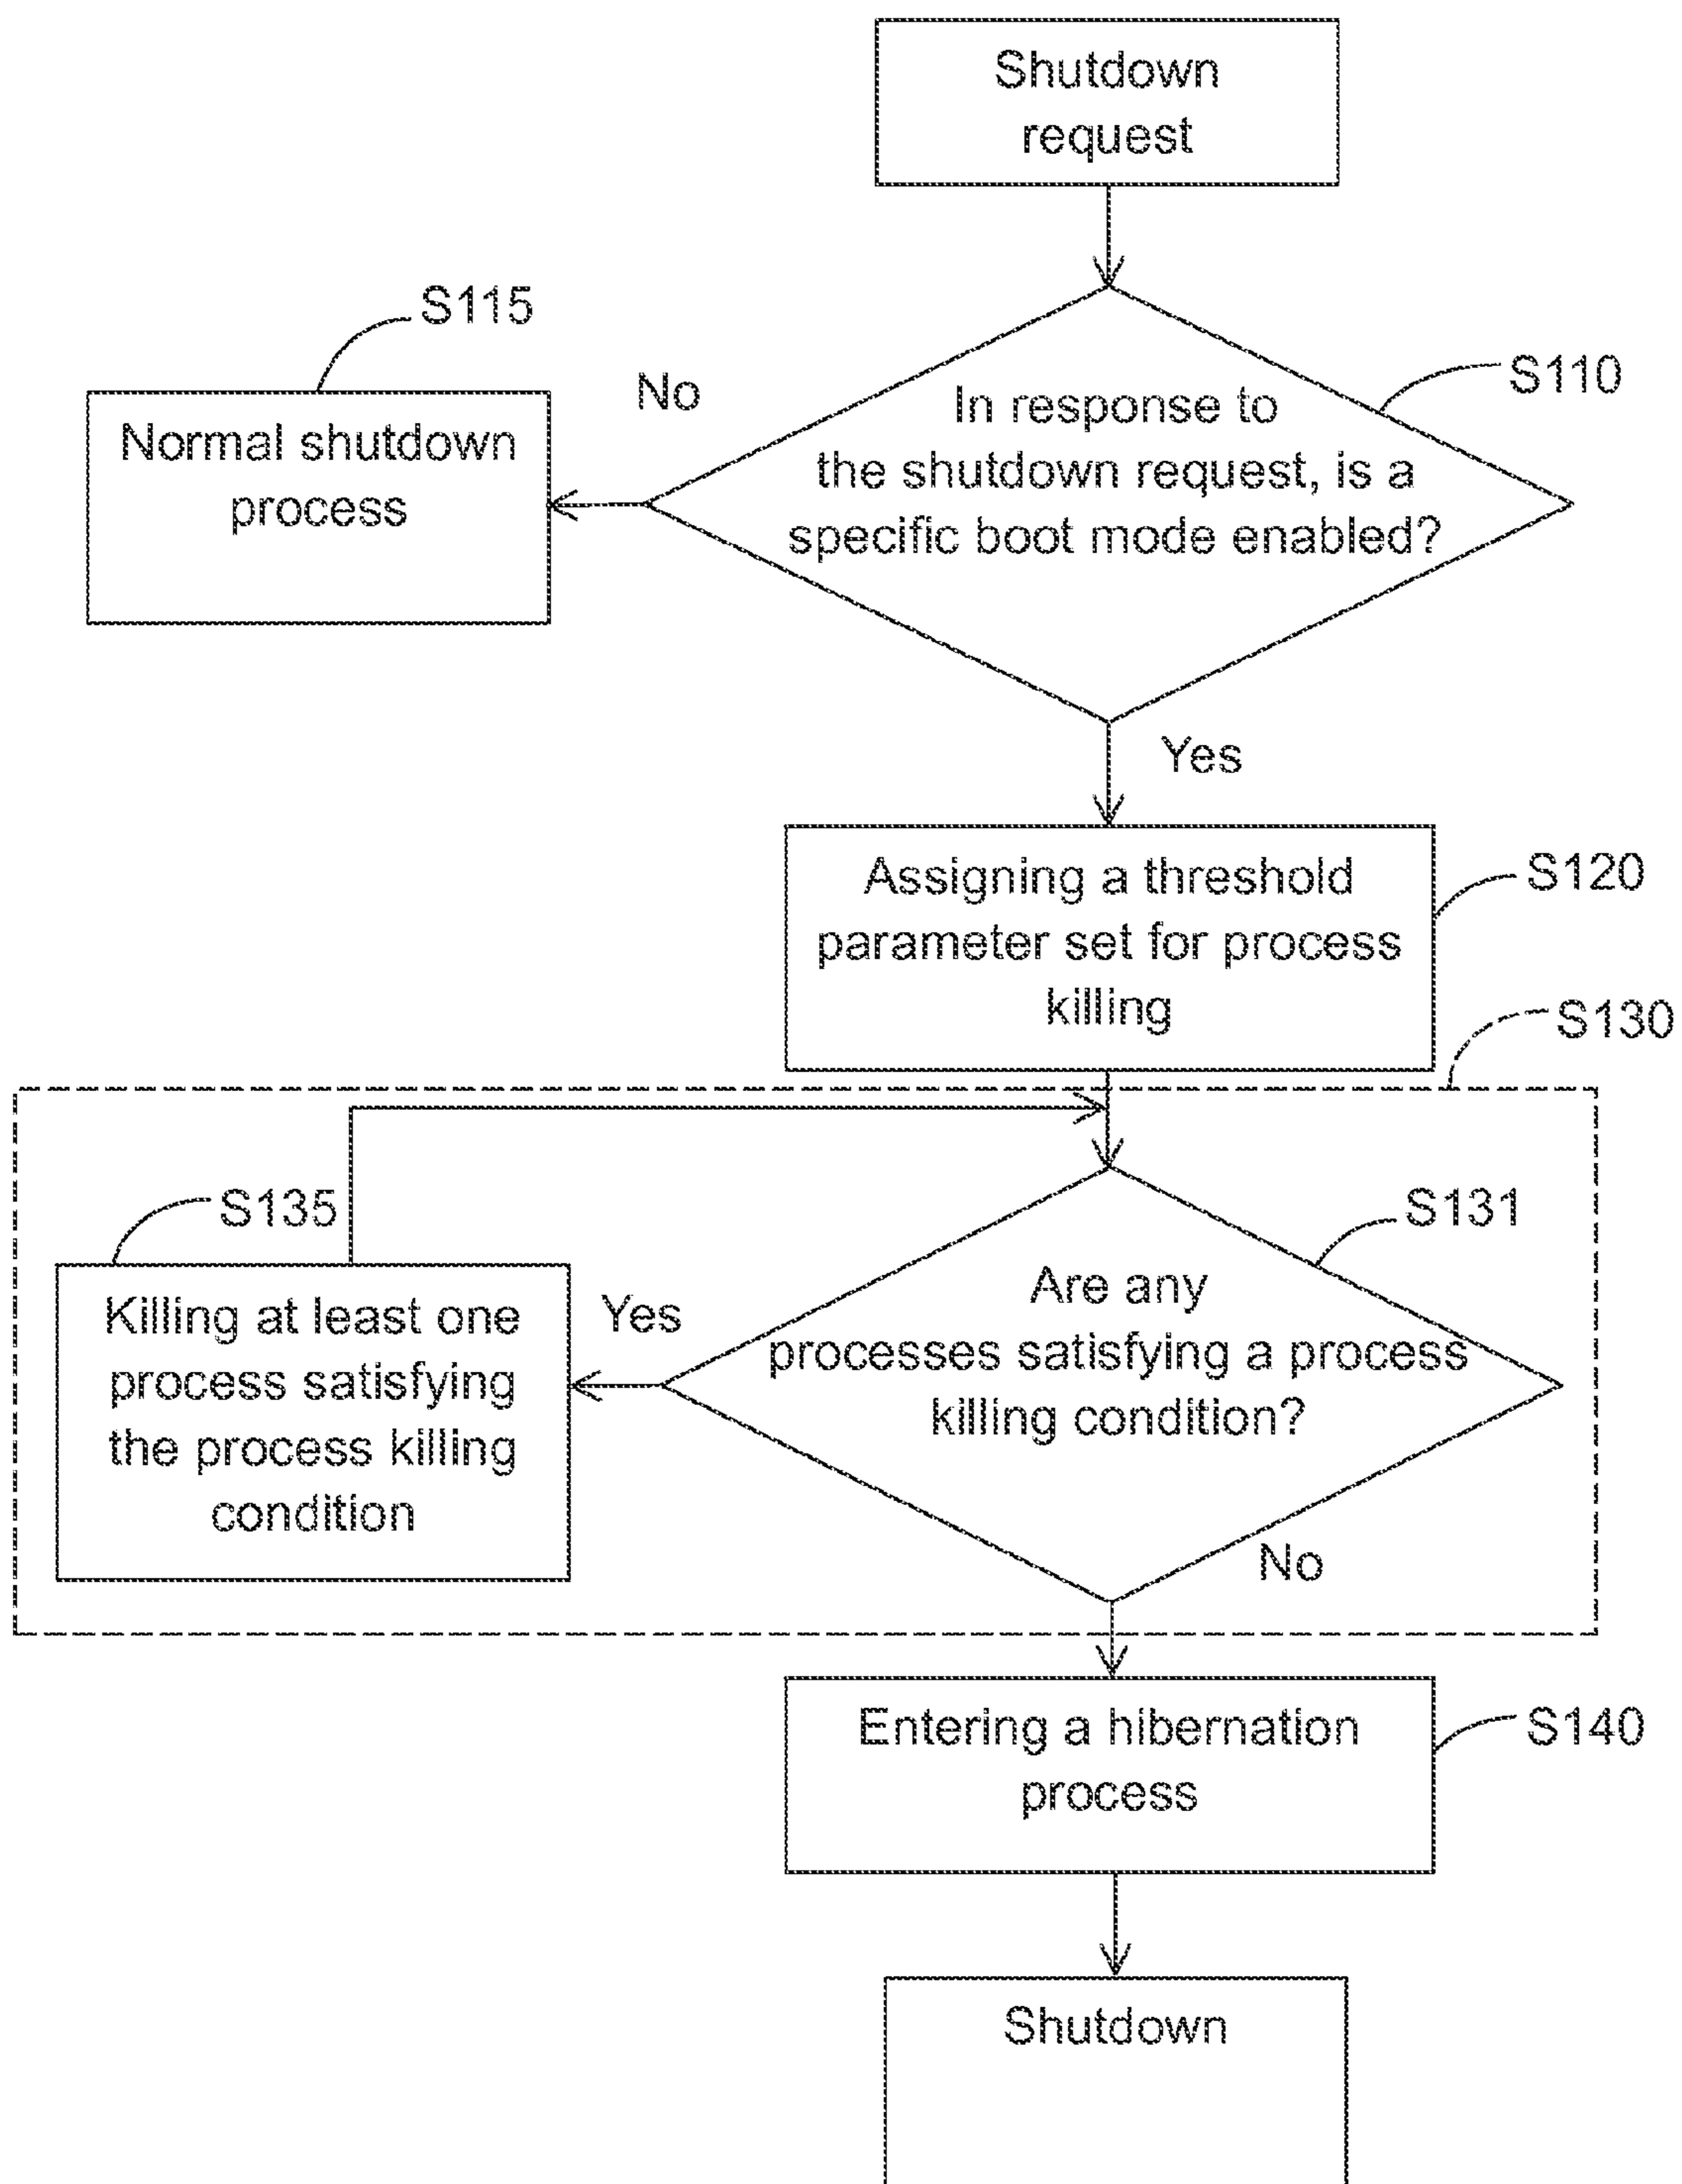 Shutdown
request
S115
S110
No
In response to
the shutdown request, is a
specific boot mode enabled?
Normal shutdown
process
Yes
Assigning a threshold
parameter set for process
killing
S120
S130
S135
S131
Killing at least one
process satisfying
the process killing
condition
Yes
Are any
processes satisfying a process
killing condition?
No
Entering a hibernation
process
S140
Shutdown